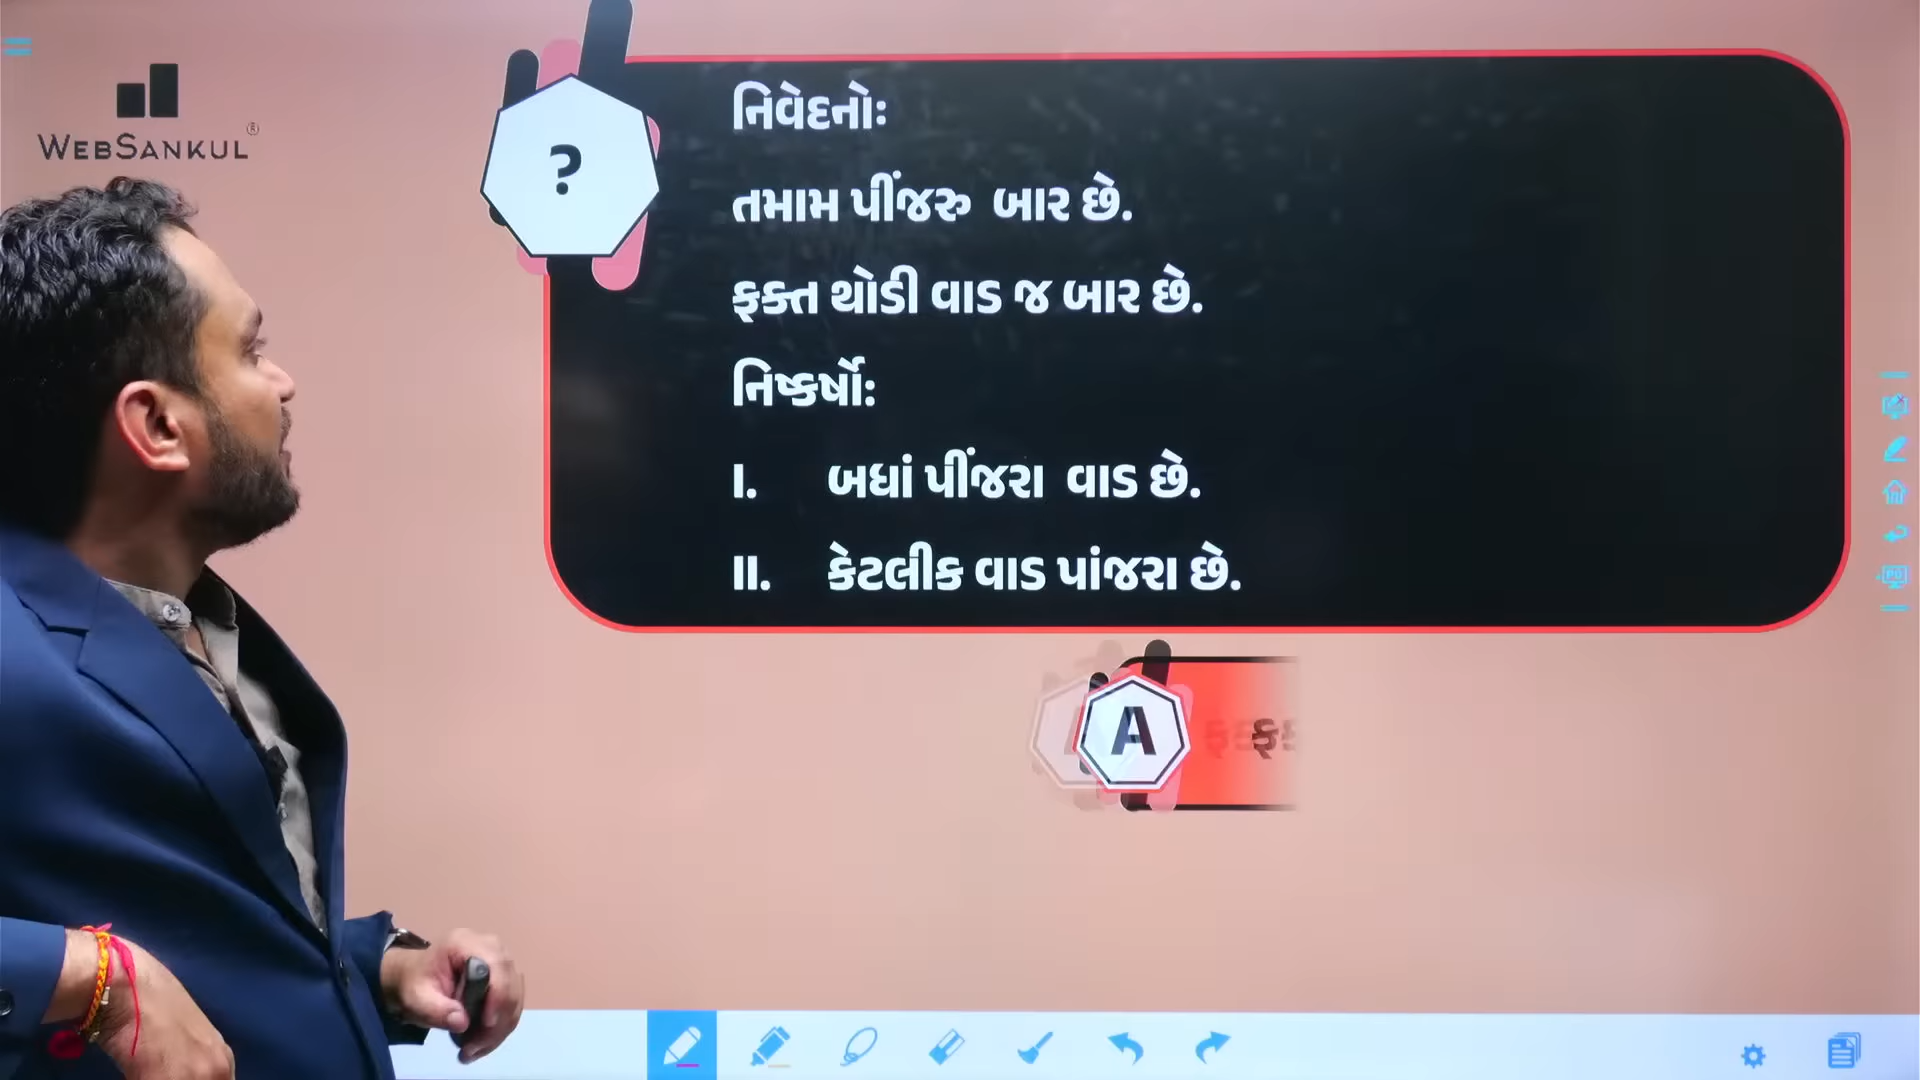 WEBSANKUL®
?
નિવેદનો:
તમામ પીંજરુ બાર છે.
ફક્ત થોડી વાડ જ બાર છે.
નિષ્કર્ષો:
I. બધાં પીંજરા વાડ છે.
II. કેટલીક વાડ પાંજરા છે.
A